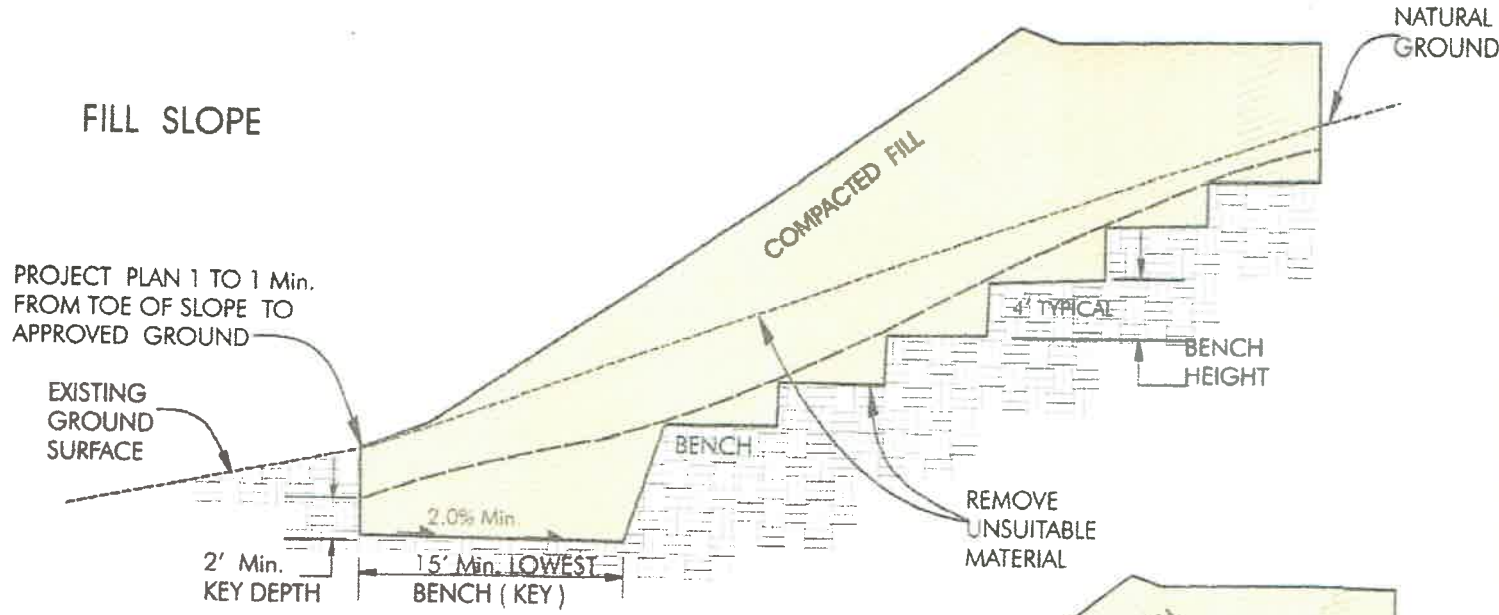 NATURAL
GROUND
FILL SLOPE
COMPACTED FILL
PROJECT PLAN 1 TO 1 Min.
FROM TOE OF SLOPE TO
APPROVED GROUND
4' TYPICAL
BENCH
HEIGHT
EXISTING
GROUND
SURFACE
BENCH
REMOVE
UNSUITABLE
MATERIAL
2.0% Min.
2' Min.
KEY DEPTH
15' Min. LOWEST
BENCH ( KEY )